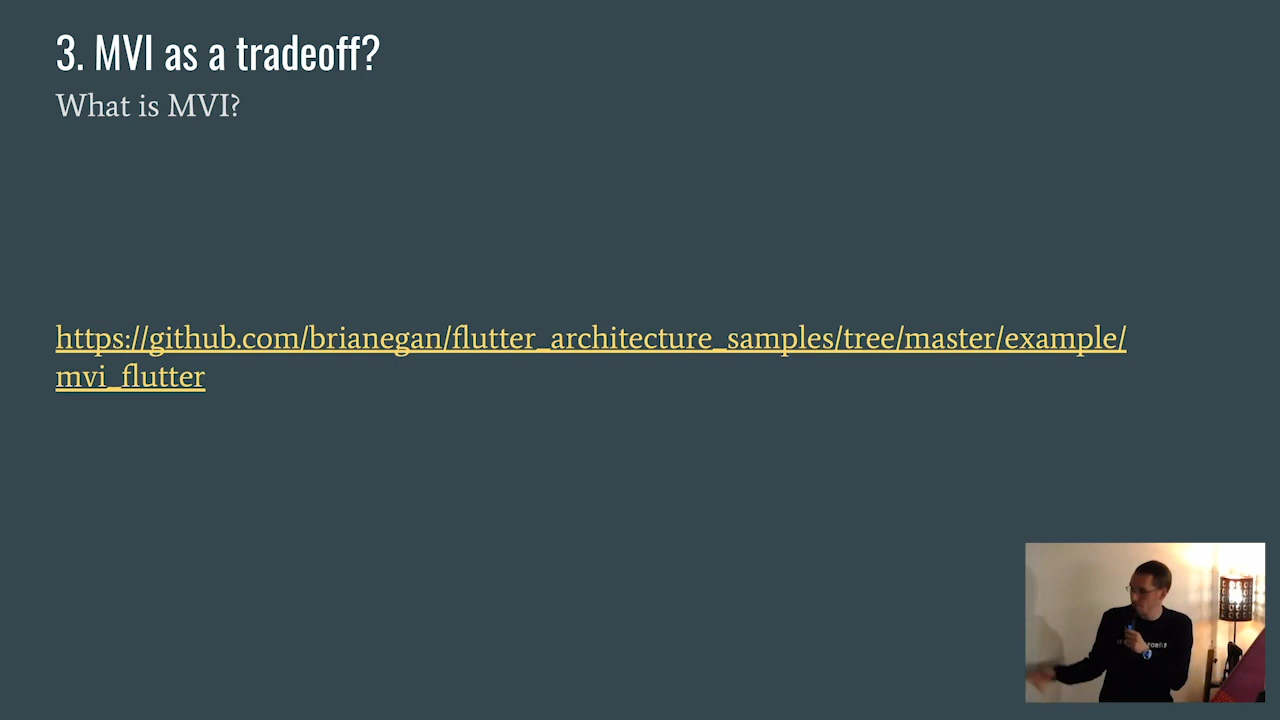 3. MVI as a tradeoff?
What is MVI?
https://github.com/brianegan/flutter_architecture_samples/tree/master/example/
mvi_flutter